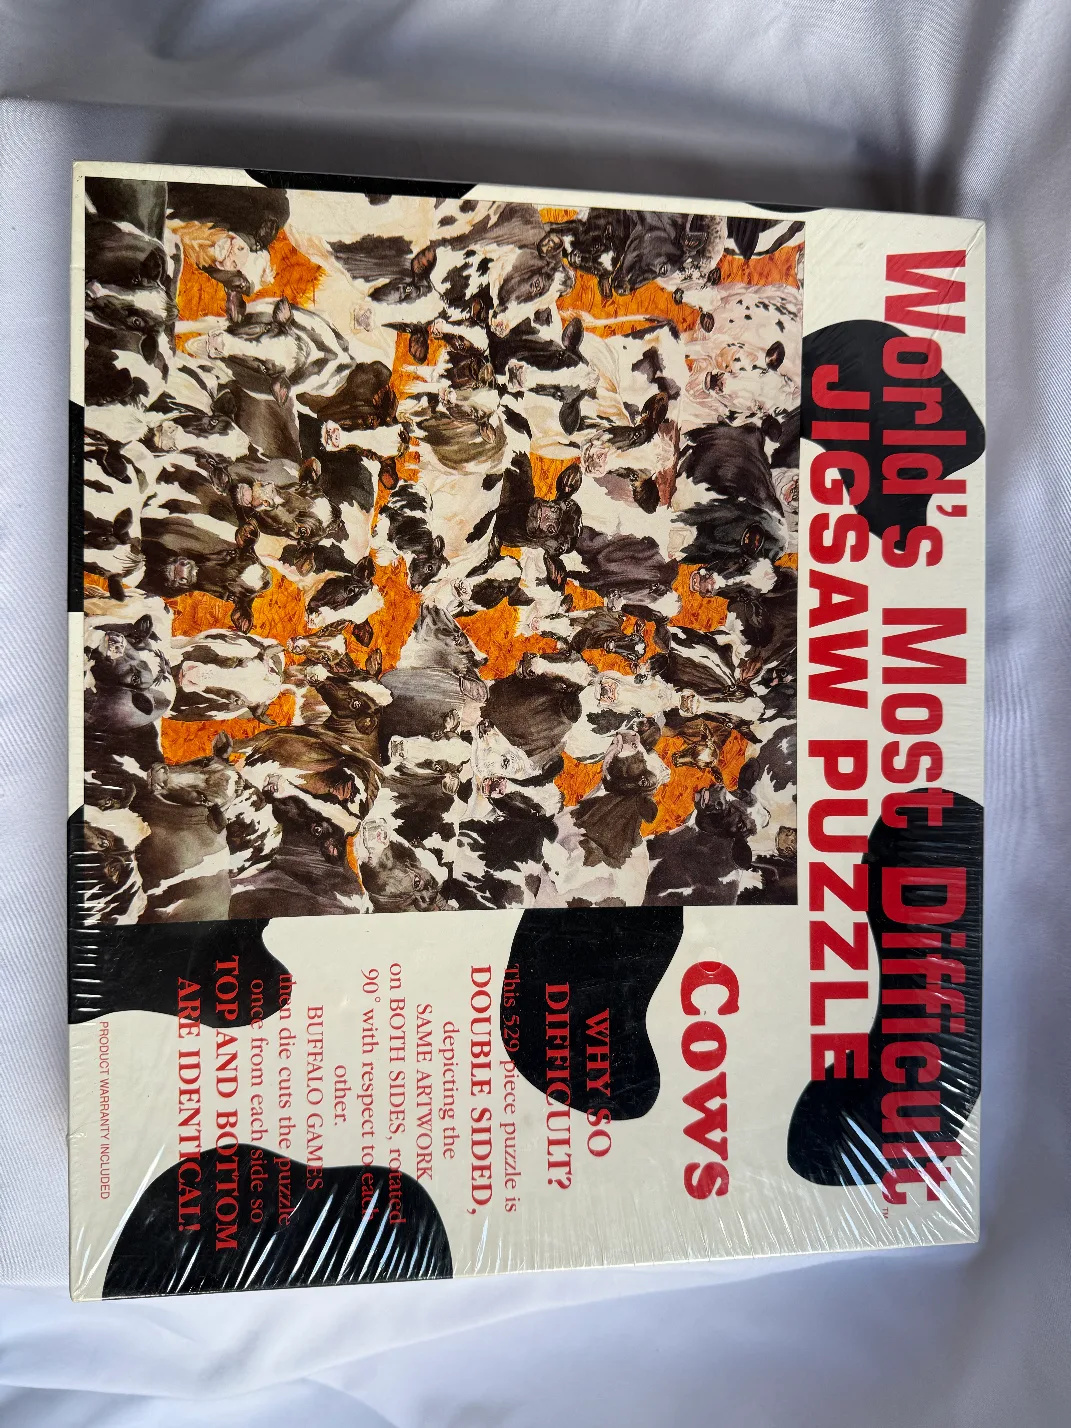 World's Most Difficult™
JIGSAW PUZZLE
Cows
WHY SO
DIFFICULT?
This 529 piece puzzle is
DOUBLE SIDED,
depicting the
SAME ARTWORK
on BOTH SIDES, rotated
90° with respect to each
other.
BUFFALO GAMES
then die cuts the puzzle
once from each side so
TOP AND BOTTOM
ARE IDENTICAL!
PRODUCT WARRANTY INCLUDED